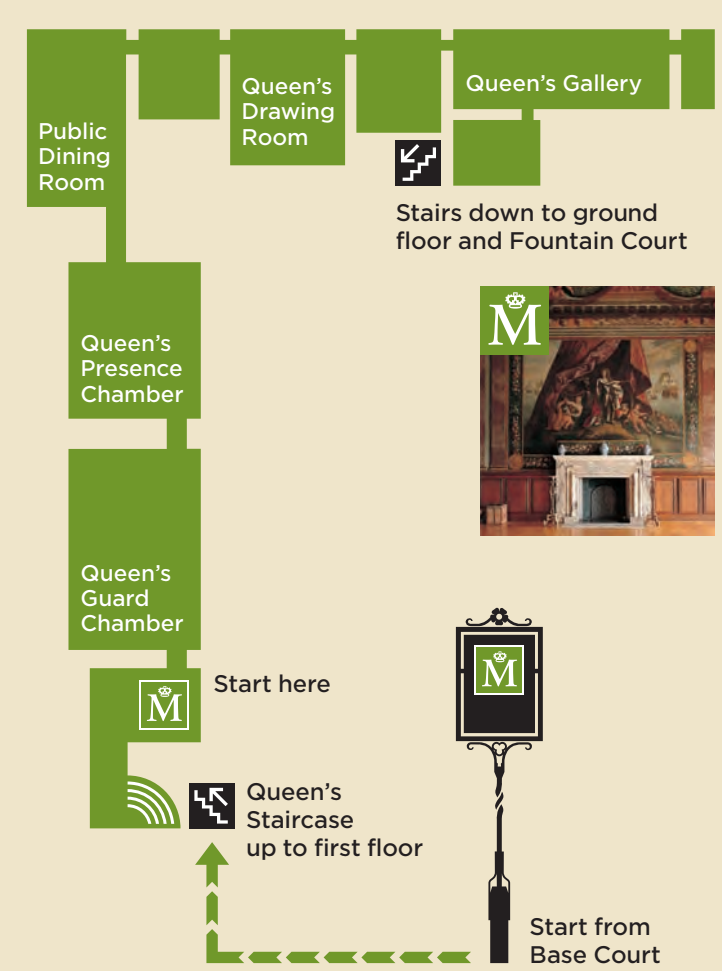 Public
Dining
Room
Queen’s
Drawing
Room
Queen’s Gallery
Stairs down to ground
floor and Fountain Court
M
Queen’s
Presence
Chamber
Queen’s
Guard
Chamber
M
Start here
M
Queen’s
Staircase
up to first floor
Start from
Base Court